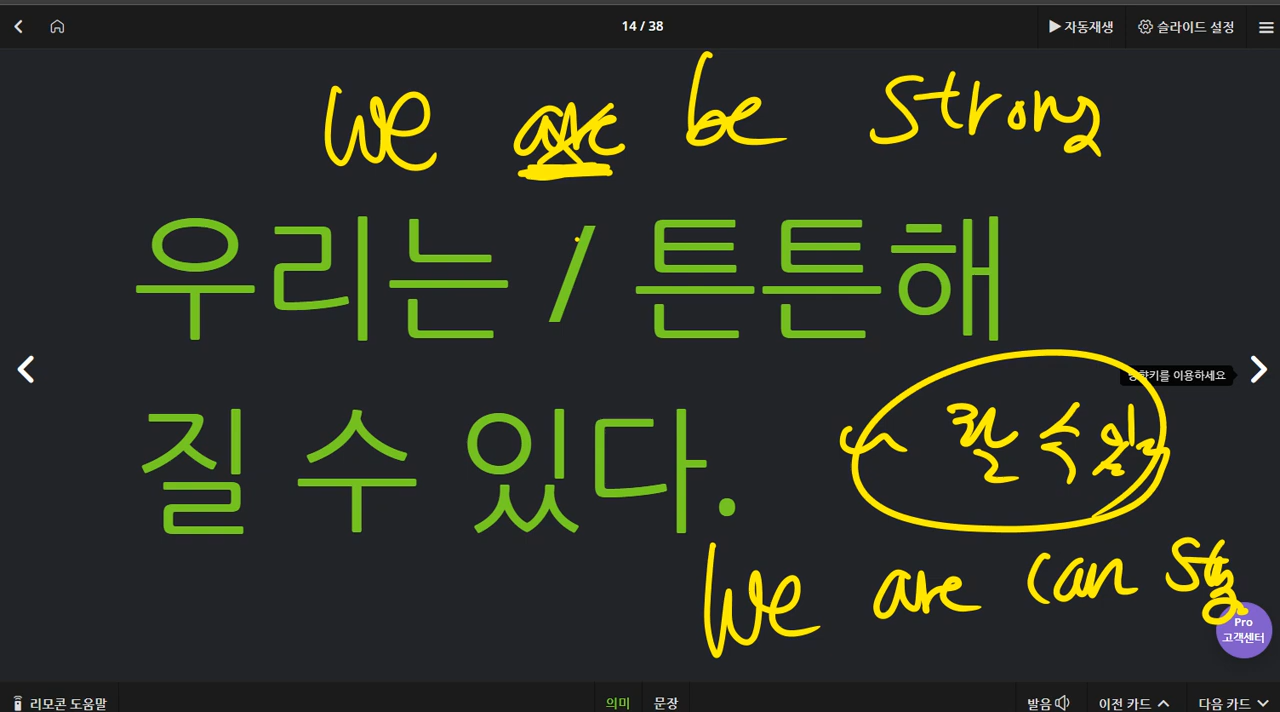 14 / 38
▶ 자동재생
슬라이드 설정
We are be strong
우리는 / 튼튼해
질 수 있다.
방향키를 이용하세요
~ 질 수 있
We are can
Pro
고객센터
리모콘 도움말
의미
문장
발음
이전 카드
다음 카드